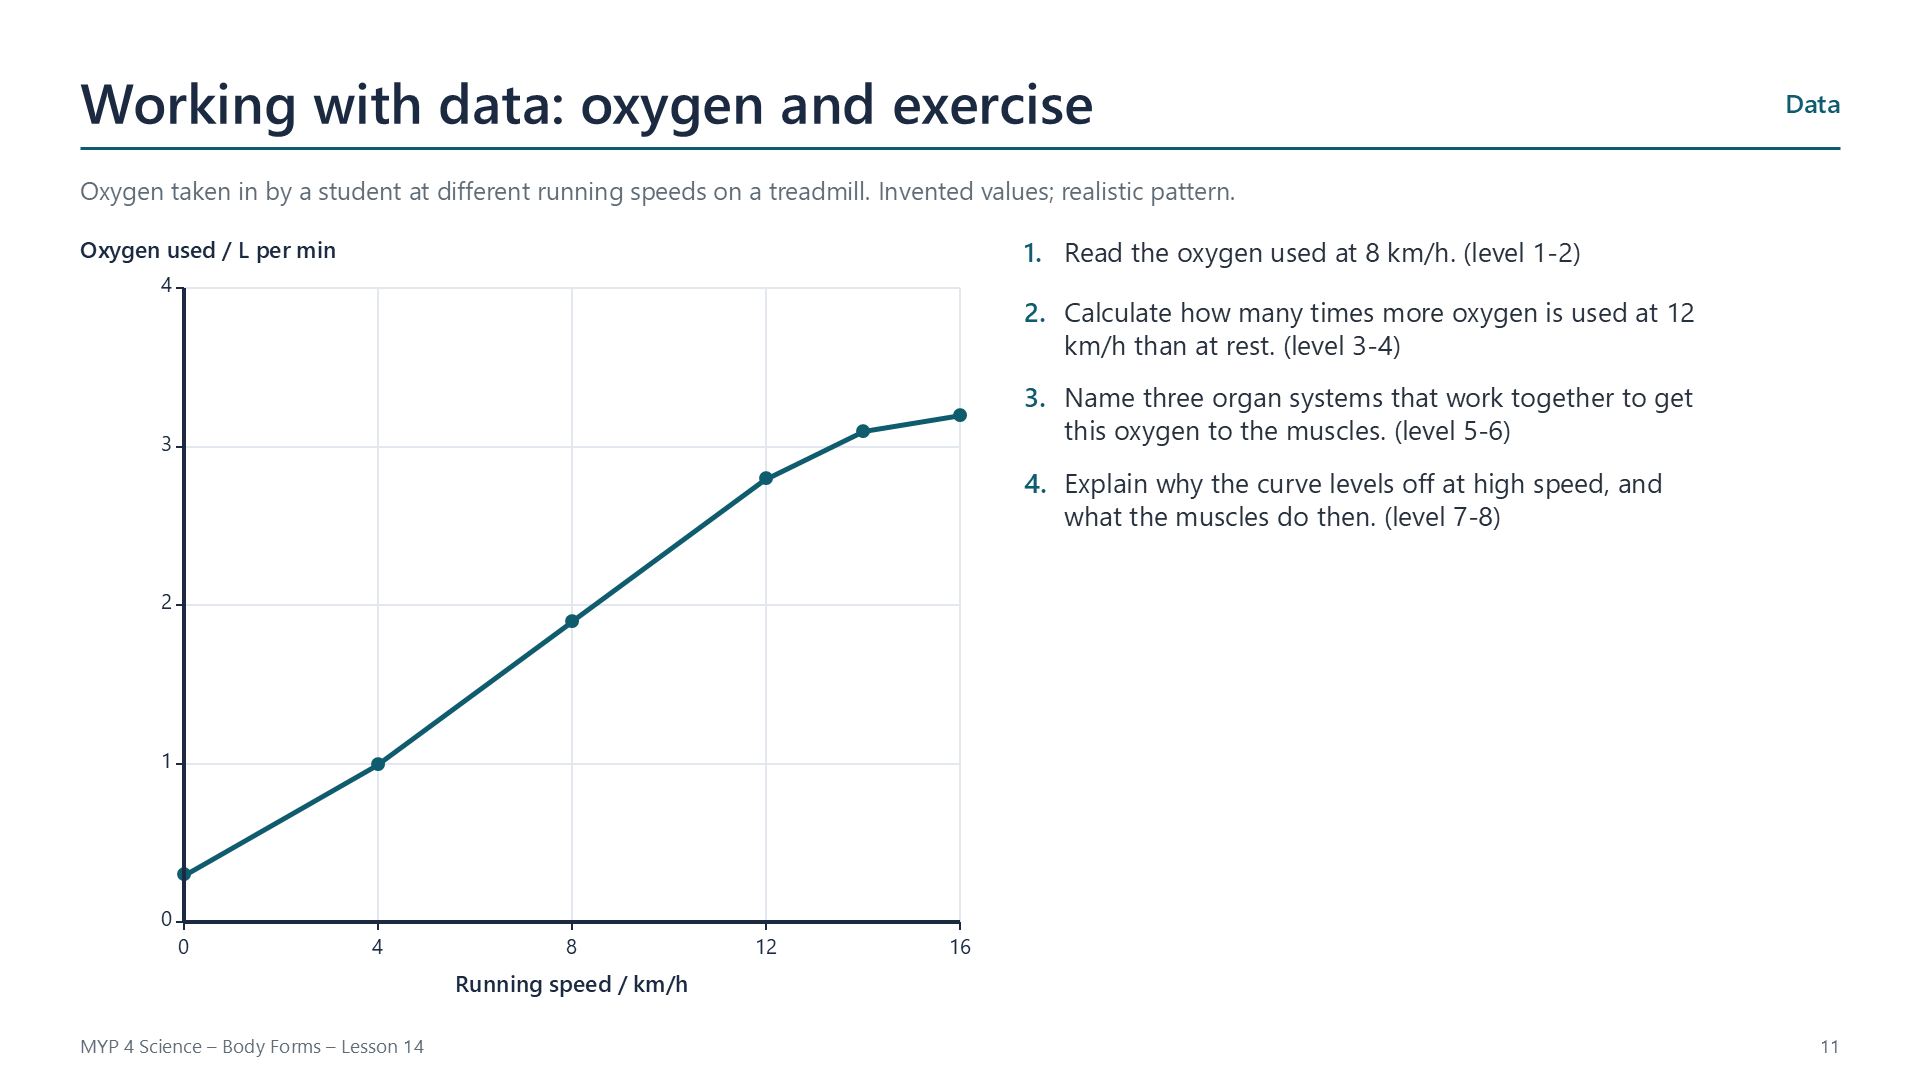 Working with data: oxygen and exercise
Data
Oxygen taken in by a student at different running speeds on a treadmill. Invented values; realistic pattern.
Oxygen used / L per min
4
3
2
1
0
0
4
8
12
16
Running speed / km/h
1. Read the oxygen used at 8 km/h. (level 1-2)
2. Calculate how many times more oxygen is used at 12
km/h than at rest. (level 3-4)
3. Name three organ systems that work together to get
this oxygen to the muscles. (level 5-6)
4. Explain why the curve levels off at high speed, and
what the muscles do then. (level 7-8)
MYP 4 Science – Body Forms – Lesson 14
11